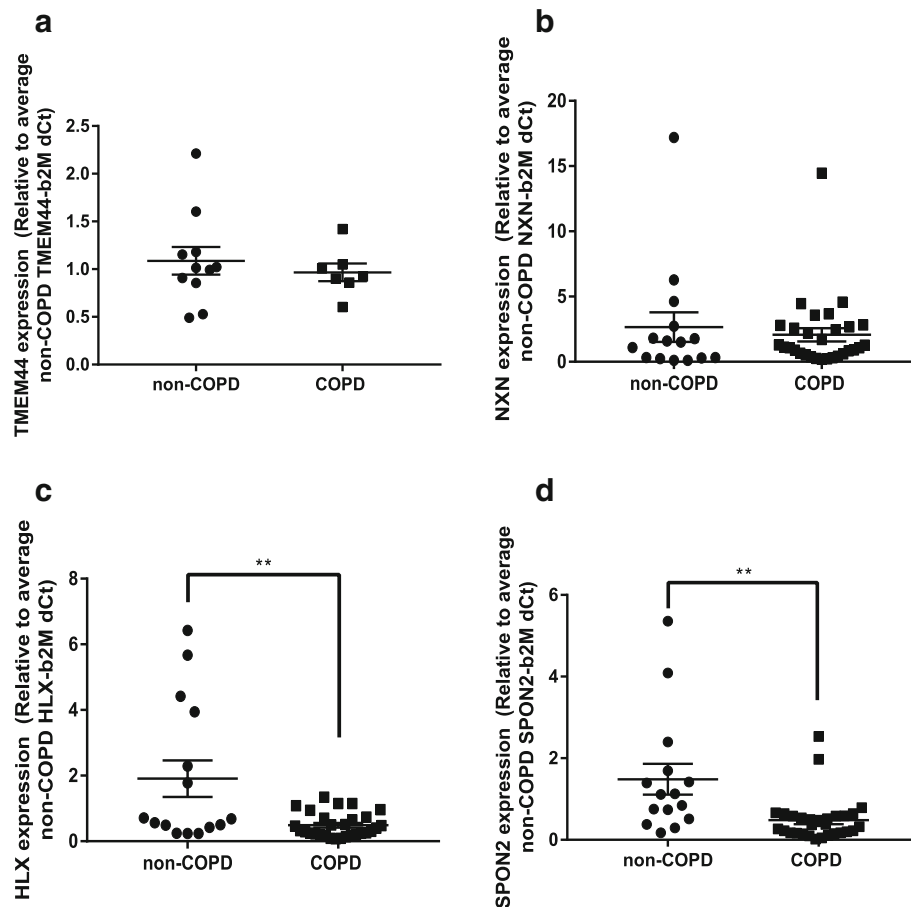 a
TMEM44 expression (Relative to average
non-COPD TMEM44-b2M dCt)
2.5
2.0
1.5
1.0
0.5
0.0
non-COPD
COPD
b
NXN expression (Relative to average
non-COPD NXN-b2M dCt)
20
15
10
5
0
non-COPD
COPD
c
HLX expression (Relative to average
non-COPD HLX-b2M dCt)
8
6
4
2
0
**
non-COPD
COPD
d
SPON2 expression (Relative to average
non-COPD SPON2-b2M dCt)
6
4
2
0
**
non-COPD
COPD